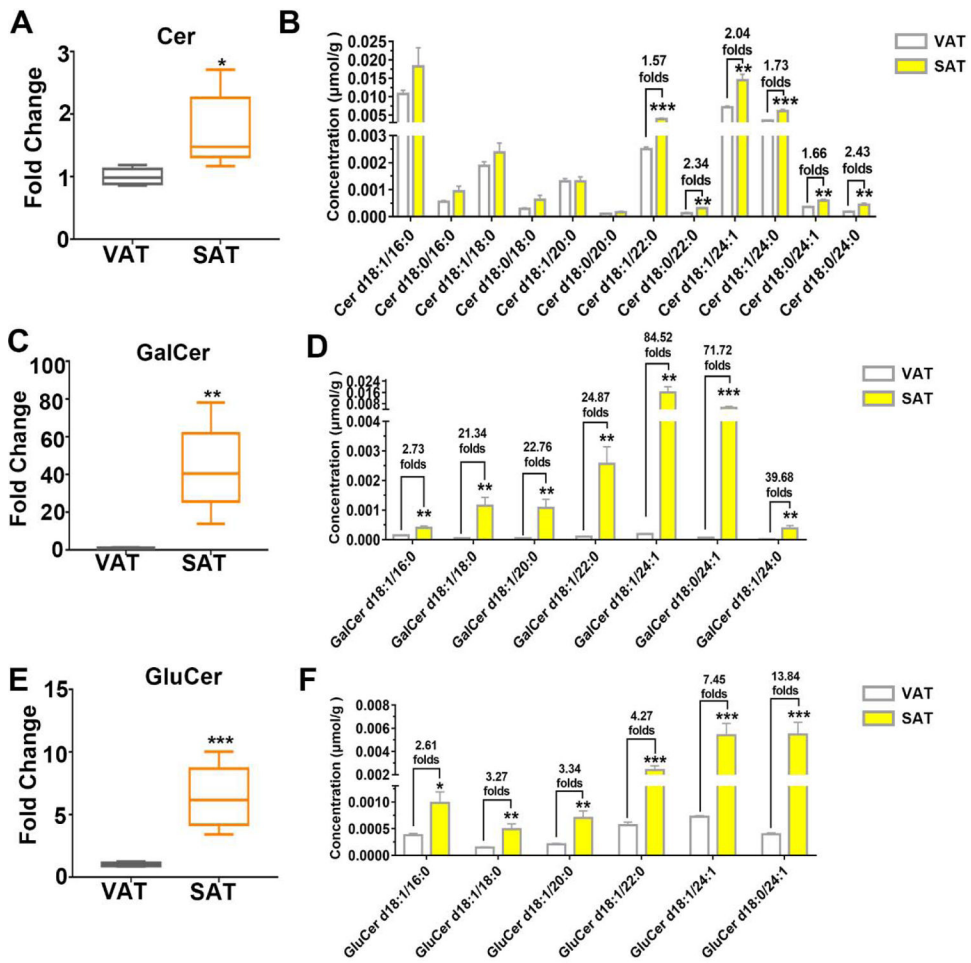 A
Cer
Fold Change
3
2
1
0
*
VAT
SAT
B
Concentration (μmol/g)
0.025
0.020
0.015
0.010
0.005
0.003
0.002
0.001
0.000
1.57
folds
***
2.34
folds
**
2.04
folds
**
1.73
folds
***
1.66
folds
**
2.43
folds
**
VAT
SAT
Cer d18:1/16:0
Cer d18:0/16:0
Cer d18:1/18:0
Cer d18:0/18:0
Cer d18:1/20:0
Cer d18:0/20:0
Cer d18:1/22:0
Cer d18:0/22:0
Cer d18:1/24:1
Cer d18:1/24:0
Cer d18:0/24:1
Cer d18:0/24:0
C
GalCer
Fold Change
100
80
60
40
20
0
**
VAT
SAT
D
Concentration (μmol/g )
0.024
0.016
0.008
0.004
0.003
0.002
0.001
0.000
2.73
folds
**
21.34
folds
**
22.76
folds
**
24.87
folds
**
84.52
folds
**
71.72
folds
***
39.68
folds
**
VAT
SAT
GalCer d18:1/16:0
GalCer d18:1/18:0
GalCer d18:1/20:0
GalCer d18:1/22:0
GalCer d18:1/24:1
GalCer d18:0/24:1
GalCer d18:1/24:0
E
GluCer
Fold Change
15
10
5
0
***
VAT
SAT
F
Concentration (μmol/g)
0.008
0.006
0.004
0.002
0.0010
0.0005
0.0000
2.61
folds
*
3.27
folds
**
3.34
folds
**
4.27
folds
***
7.45
folds
***
13.84
folds
***
VAT
SAT
GluCer d18:1/16:0
GluCer d18:1/18:0
GluCer d18:1/20:0
GluCer d18:1/22:0
GluCer d18:1/24:1
GluCer d18:0/24:1